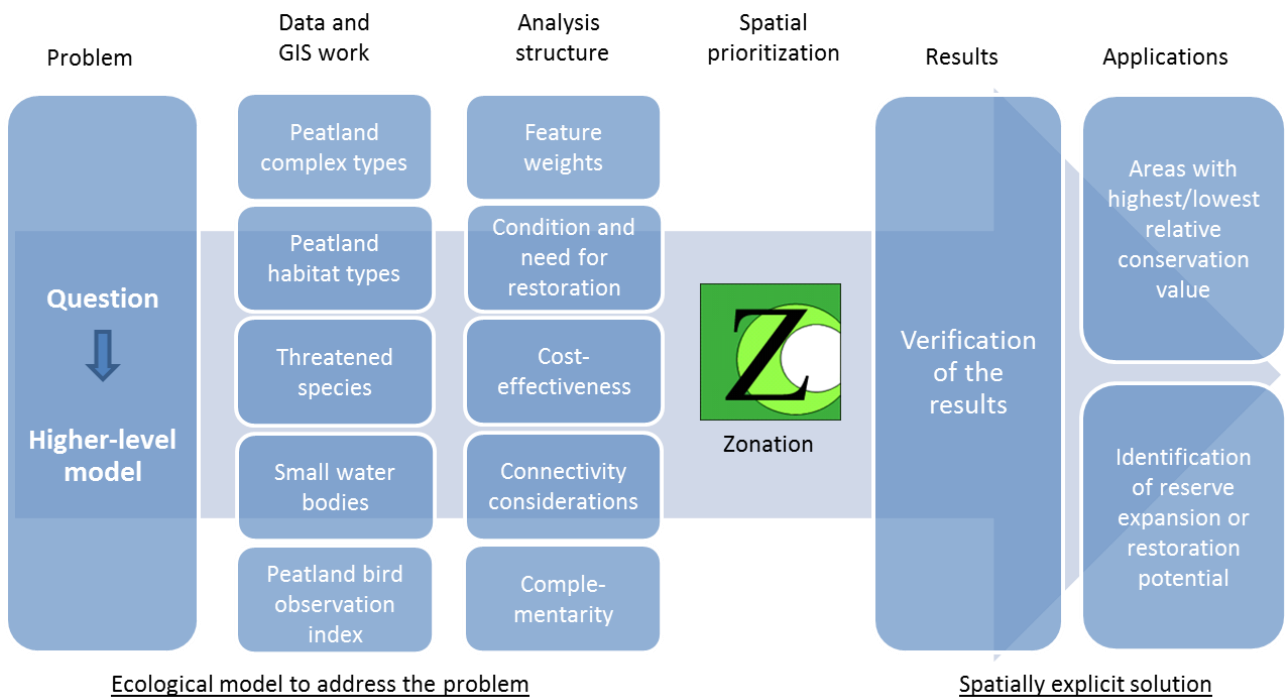 Problem
Data and
GIS work
Analysis
structure
Spatial
prioritization
Results
Applications
Question
Higher-level
model
Peatland
complex types
Peatland
habitat types
Threatened
species
Small water
bodies
Peatland bird
observation
index
Feature
weights
Condition and
need for
restoration
Cost-
effectiveness
Connectivity
considerations
Comple-
mentarity
Z
Zonation
Verification
of the
results
Areas with
highest/lowest
relative
conservation
value
Identification
of reserve
expansion or
restoration
potential
Ecological model to address the problem
Spatially explicit solution